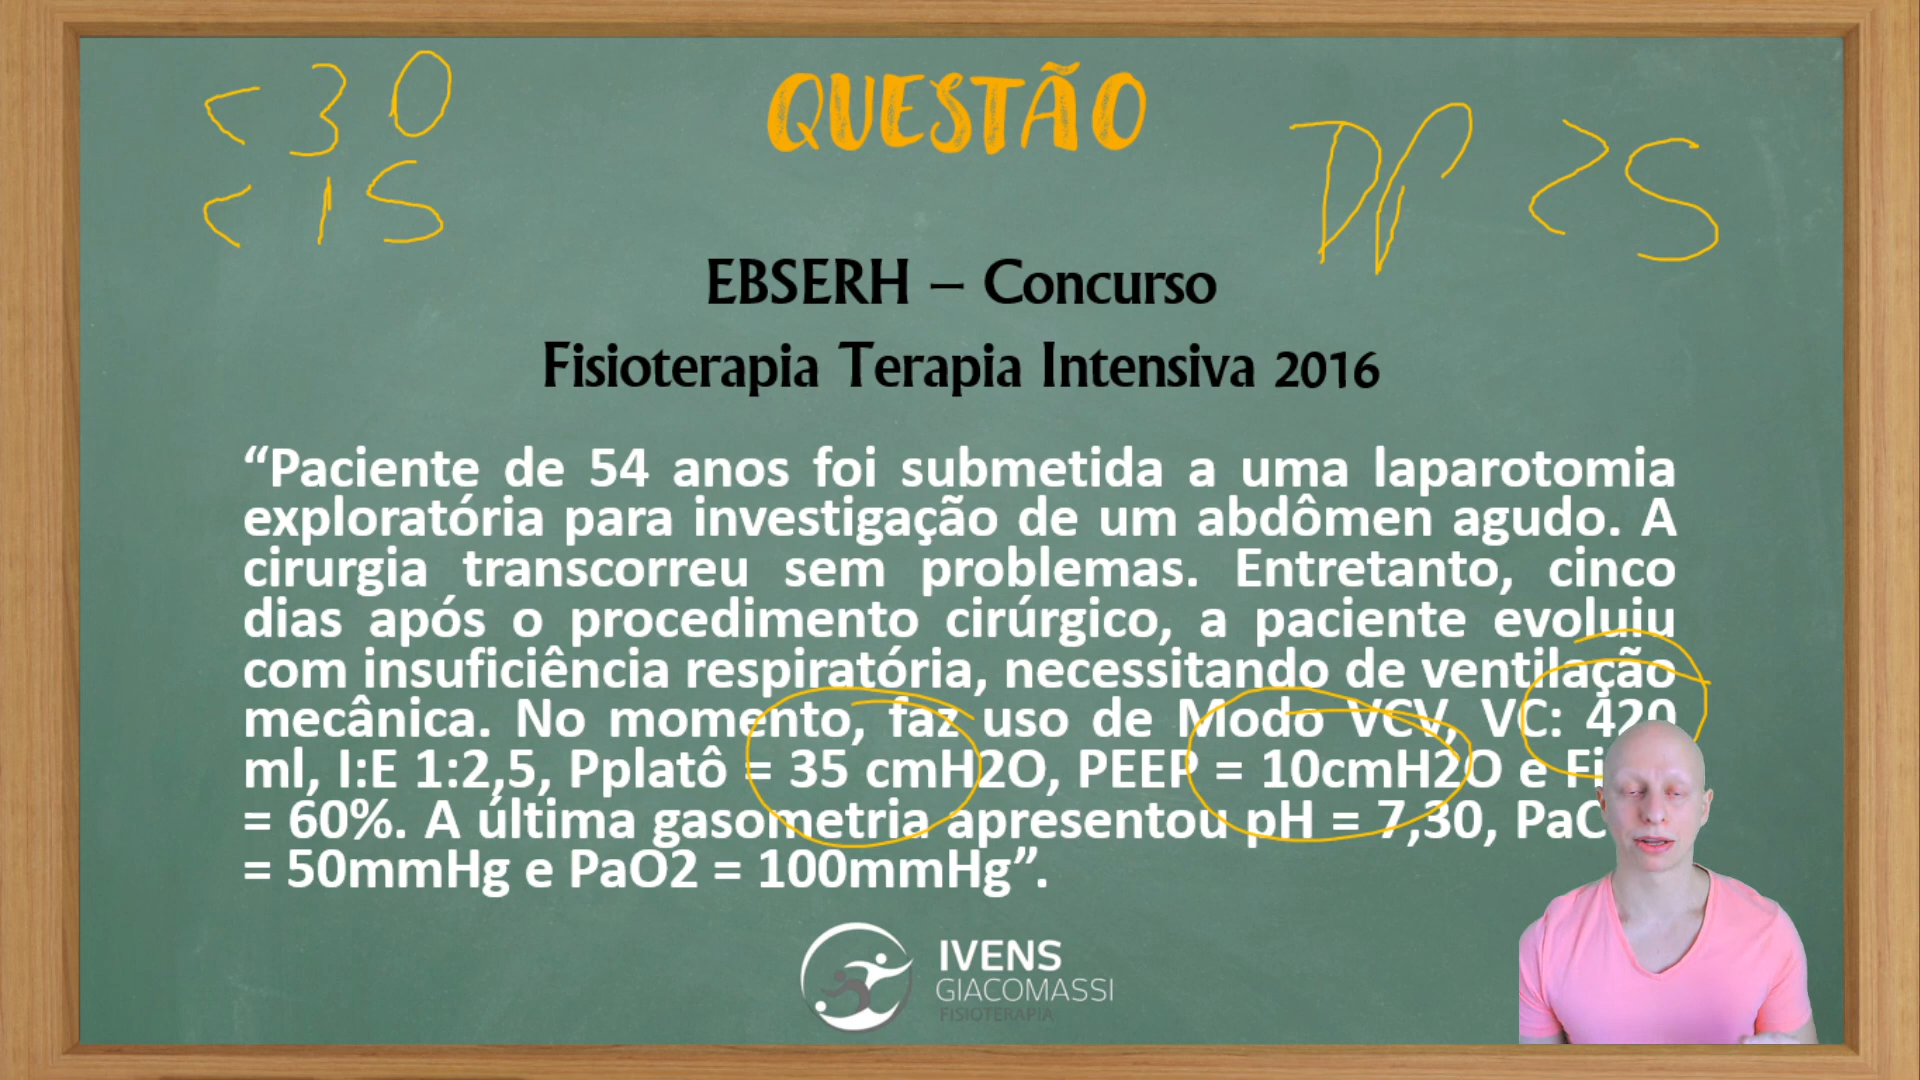 <30
<15
QUESTÃO
DP 25
EBSERH – Concurso
Fisioterapia Terapia Intensiva 2016
“Paciente de 54 anos foi submetida a uma laparotomia
exploratória para investigação de um abdômen agudo. A
cirurgia transcorreu sem problemas. Entretanto, cinco
dias após o procedimento cirúrgico, a paciente evoluiu
com insuficiência respiratória, necessitando de ventilação
mecânica. No momento, faz uso de Modo VCV, VC: 420
ml, I:E 1:2,5, Pplatô = 35 cmH2O, PEEP = 10cmH2O e
= 60%. A última gasometria apresentou pH = 7,30,
= 50mmHg e PaO2 = 100mmHg”.
IVENS
GIACOMASSI
FISIOTERAPIA